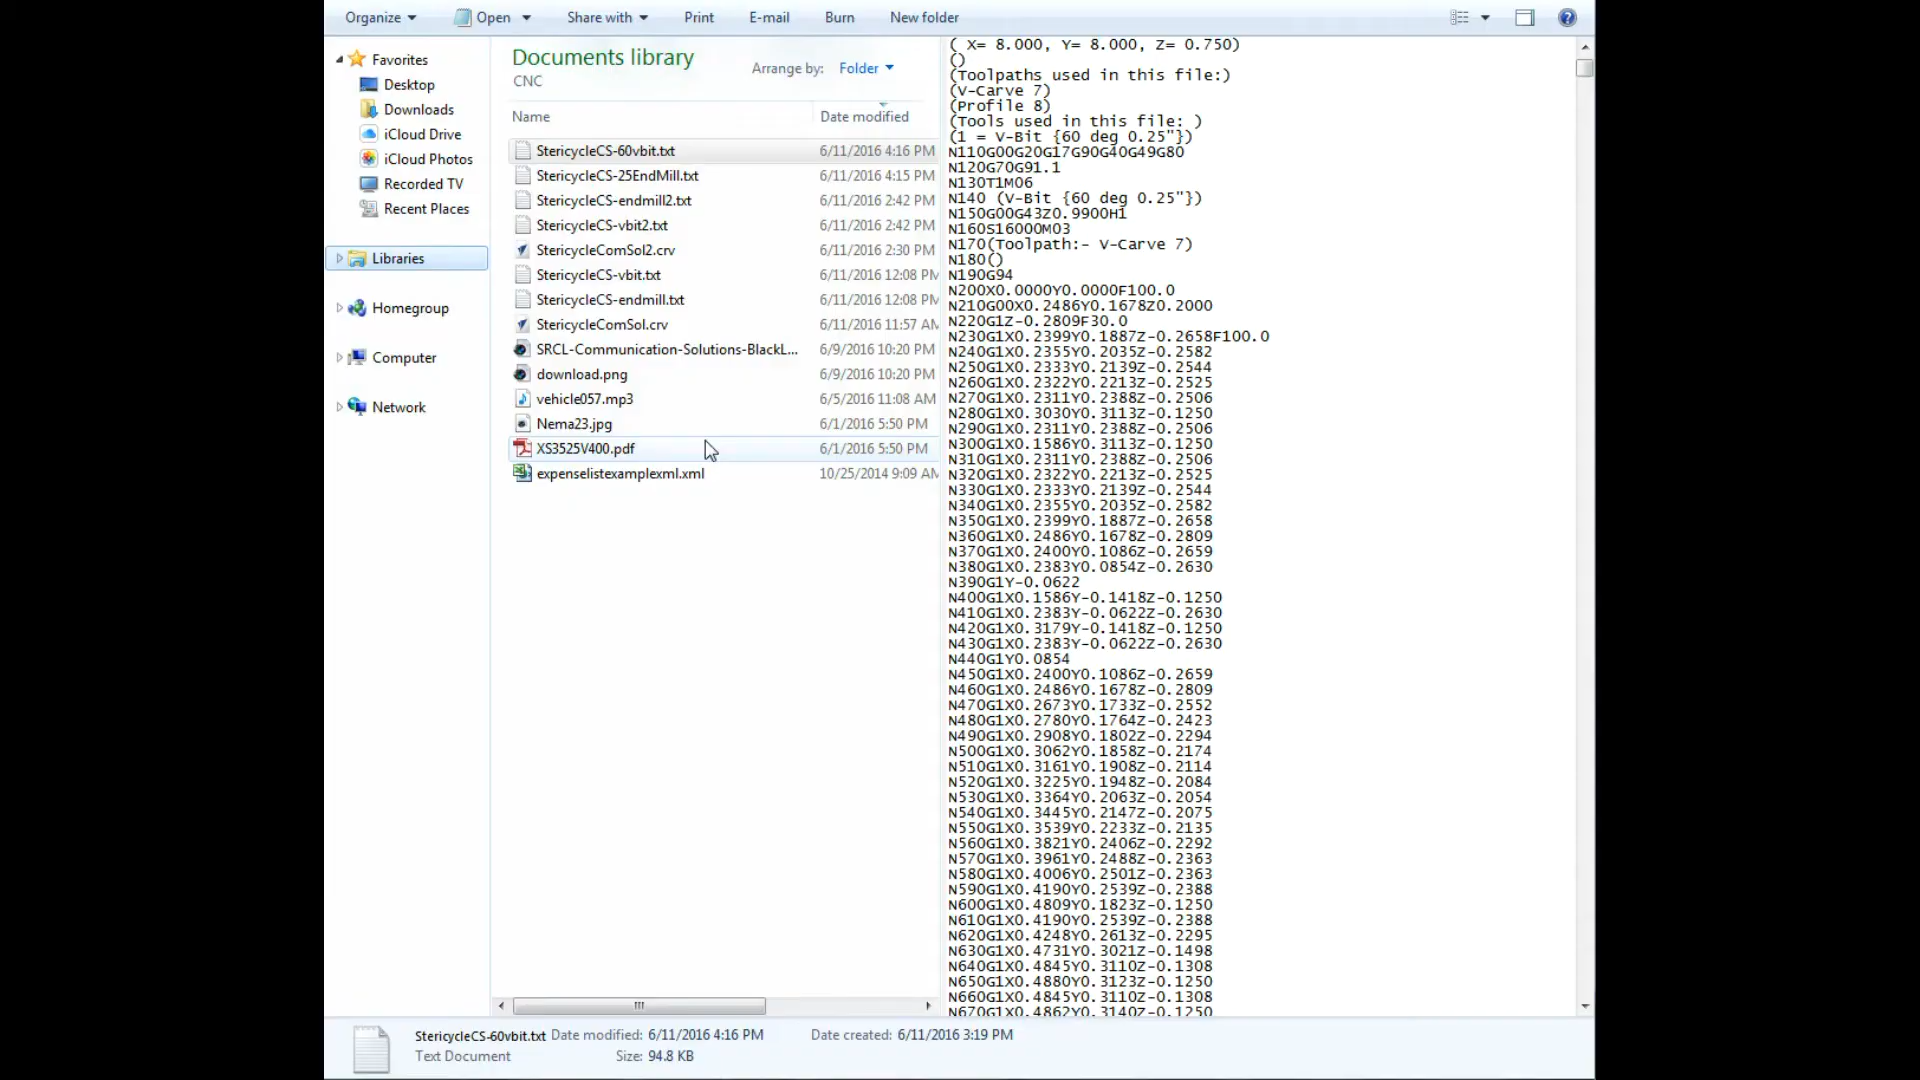 Organize Open Share with Print E-mail Burn New folder
Favorites
Desktop
Downloads
iCloud Drive
iCloud Photos
Recorded TV
Recent Places
Libraries
Homegroup
Computer
Network
Documents library
CNC
Arrange by: Folder
Name Date modified
StericycleCS-60vbit.txt 6/11/2016 4:16 PM
StericycleCS-25EndMill.txt 6/11/2016 4:15 PM
StericycleCS-endmill2.txt 6/11/2016 2:42 PM
StericycleCS-vbit2.txt 6/11/2016 2:42 PM
StericycleComSol2.crv 6/11/2016 2:30 PM
StericycleCS-vbit.txt 6/11/2016 12:08 PM
StericycleCS-endmill.txt 6/11/2016 12:08 PM
StericycleComSol.crv 6/11/2016 11:57 AM
SRCL-Communication-Solutions-BlackL... 6/9/2016 10:20 PM
download.png 6/9/2016 10:20 PM
vehicle057.mp3 6/5/2016 11:08 AM
Nema23.jpg 6/1/2016 5:50 PM
XS3525V400.pdf 6/1/2016 5:50 PM
expenselistexamplexml.xml 10/25/2014 9:09 AM
( X= 8.000, Y= 8.000, Z= 0.750)
()
(Toolpaths used in this file:)
(V-Carve 7)
(Profile 8)
(Tools used in this file: )
(1 = V-Bit {60 deg 0.25"})
N110G00G20G17G90G40G49G80
N120G70G91.1
N130T1M06
N140 (V-Bit {60 deg 0.25"})
N150G00G43Z0.9900H1
N160S16000M03
N170(Toolpath:- V-Carve 7)
N180()
N190G94
N200X0.0000Y0.0000F100.0
N210G00X0.2486Y0.1678Z0.2000
N220G1Z-0.2809F30.0
N230G1X0.2399Y0.1887Z-0.2658F100.0
N240G1X0.2355Y0.2035Z-0.2582
N250G1X0.2333Y0.2139Z-0.2544
N260G1X0.2322Y0.2213Z-0.2525
N270G1X0.2311Y0.2388Z-0.2506
N280G1X0.3030Y0.3113Z-0.1250
N290G1X0.2311Y0.2388Z-0.2506
N300G1X0.1586Y0.3113Z-0.1250
N310G1X0.2311Y0.2388Z-0.2506
N320G1X0.2322Y0.2213Z-0.2525
N330G1X0.2333Y0.2139Z-0.2544
N340G1X0.2355Y0.2035Z-0.2582
N350G1X0.2399Y0.1887Z-0.2658
N360G1X0.2486Y0.1678Z-0.2809
N370G1X0.2400Y0.1086Z-0.2659
N380G1X0.2383Y0.0854Z-0.2630
N390G1Y-0.0622
N400G1X0.1586Y-0.1418Z-0.1250
N410G1X0.2383Y-0.0622Z-0.2630
N420G1X0.3179Y-0.1418Z-0.1250
N430G1X0.2383Y-0.0622Z-0.2630
N440G1Y0.0854
N450G1X0.2400Y0.1086Z-0.2659
N460G1X0.2486Y0.1678Z-0.2809
N470G1X0.2673Y0.1733Z-0.2552
N480G1X0.2780Y0.1764Z-0.2423
N490G1X0.2908Y0.1802Z-0.2294
N500G1X0.3062Y0.1858Z-0.2174
N510G1X0.3161Y0.1908Z-0.2114
N520G1X0.3225Y0.1948Z-0.2084
N530G1X0.3364Y0.2063Z-0.2054
N540G1X0.3445Y0.2147Z-0.2075
N550G1X0.3539Y0.2233Z-0.2135
N560G1X0.3821Y0.2406Z-0.2292
N570G1X0.3961Y0.2488Z-0.2363
N580G1X0.4006Y0.2501Z-0.2363
N590G1X0.4190Y0.2539Z-0.2388
N600G1X0.4809Y0.1823Z-0.1250
N610G1X0.4190Y0.2539Z-0.2388
N620G1X0.4248Y0.2613Z-0.2295
N630G1X0.4731Y0.3021Z-0.1498
N640G1X0.4845Y0.3110Z-0.1308
N650G1X0.4880Y0.3123Z-0.1250
N660G1X0.4845Y0.3110Z-0.1308
N670G1X0.4862Y0.3140Z-0.1250
StericycleCS-60vbit.txt Date modified: 6/11/2016 4:16 PM Date created: 6/11/2016 3:19 PM
Text Document Size: 94.8 KB